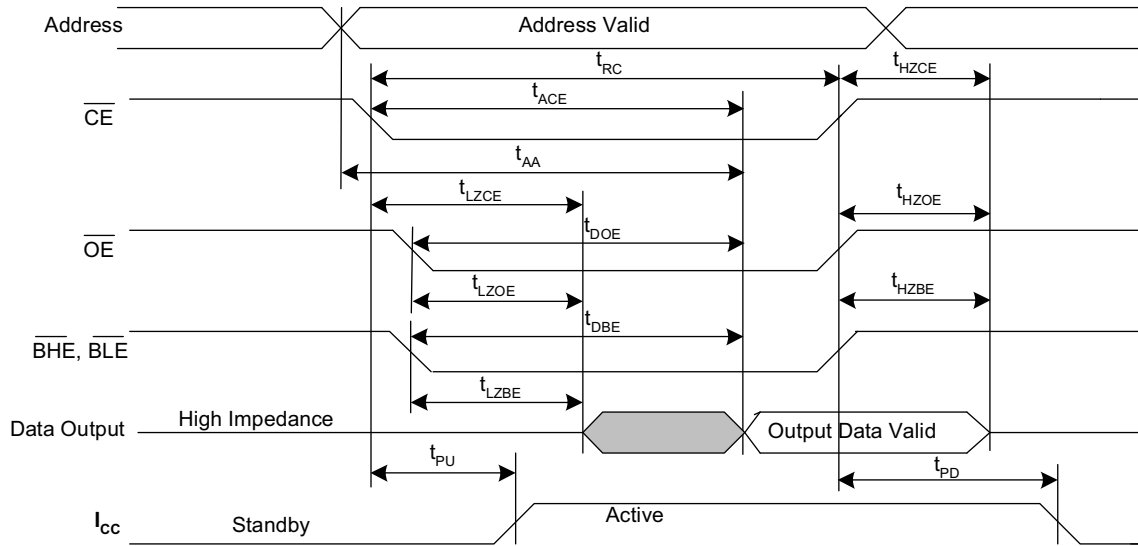 Address
Address Valid
tRC
tHZCE
tACE
CE
tAA
tLZCE
tHZOE
OE
tDOE
tLZOE
tHZBE
tDBE
BHE, BLE
tLZBE
Data Output
High Impedance
Output Data Valid
tPU
tPD
ICC
Standby
Active